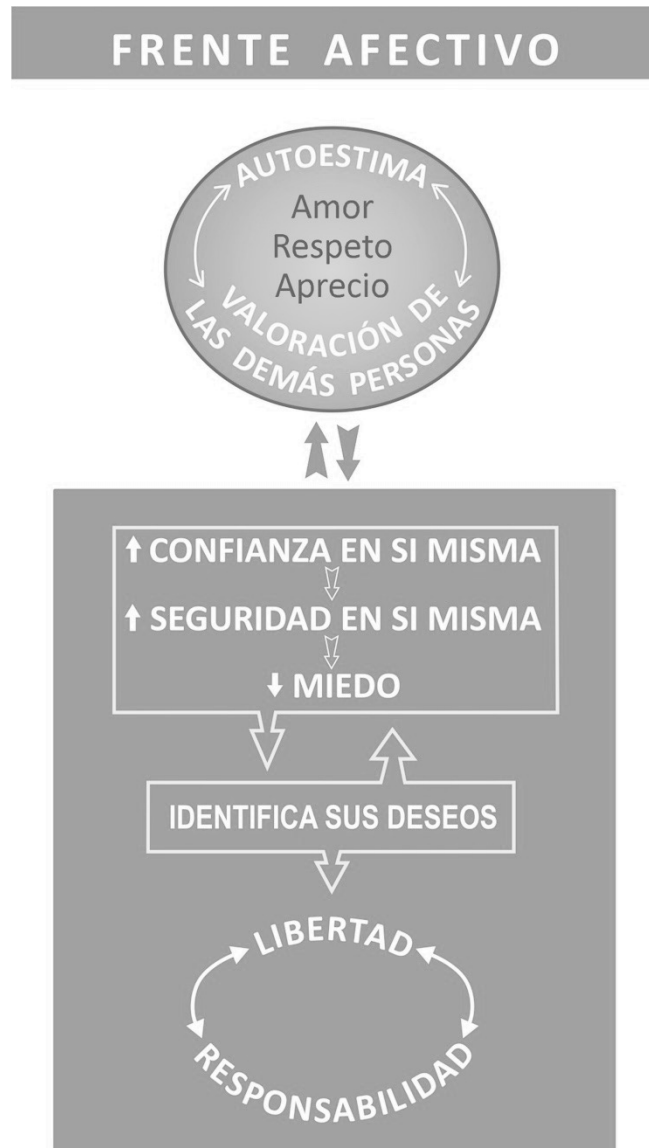 FRENTE AFECTIVO
AUTOESTIMA
Amor
Respeto
Aprecio
VALORACIÓN DE
LAS DEMÁS PERSONAS
CONFIANZA EN SI MISMA
SEGURIDAD EN SI MISMA
MIEDO
IDENTIFICA SUS DESEOS
LIBERTAD
RESPONSABILIDAD